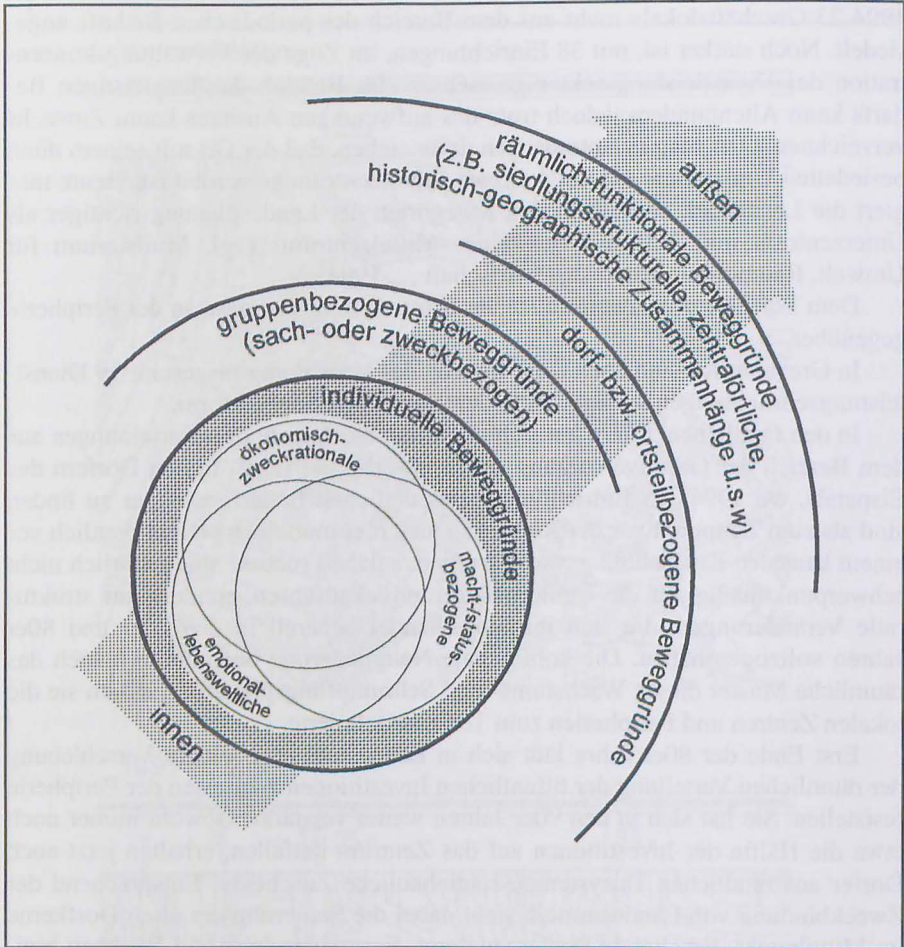 außen
räumlich-funktionale Beweggründe
(z.B. siedlungsstrukturelle, zentralörtliche,
historisch-geographische Zusammenhänge u.s.w)
dorf- bzw. ortsteilbezogene Beweggründe
gruppenbezogene Beweggründe
(sach- oder zweckbezogen)
individuelle Beweggründe
ökonomisch-
zweckrationale
macht-/status-
bezogene
emotional-
lebensweltliche
innen